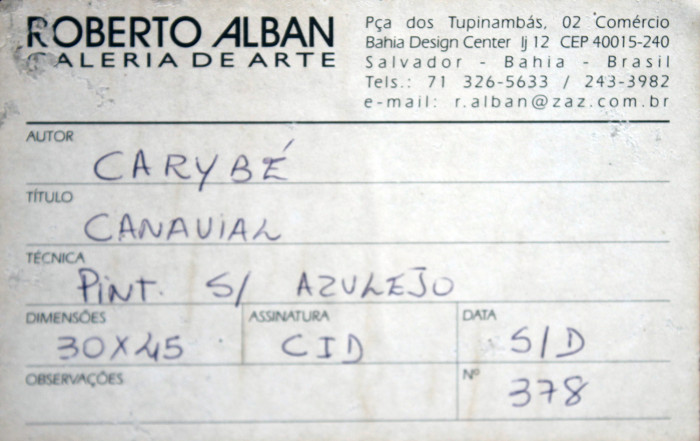 ROBERTO ALBAN
GALERIA DE ARTE
Pça dos Tupinambás, 02 Comércio
Bahia Design Center lj 12 CEP 40015-240
Salvador - Bahia - Brasil
Tels.: 71 326-5633 / 243-3982
e-mail: r.alban@zaz.com.br
AUTOR
CARYBÉ
TÍTULO
CANAVIAL
TÉCNICA
PINT. S/ AZULEJO
DIMENSÕES ASSINATURA DATA
30X45 CID S/D
OBSERVAÇÕES Nº
378